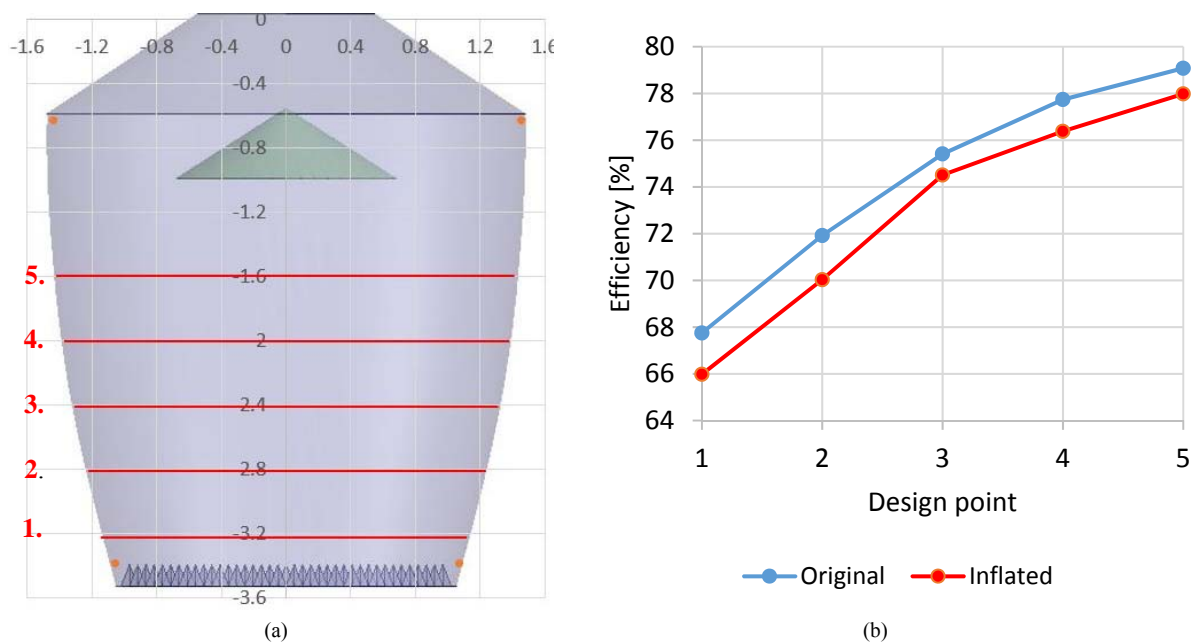 0
-1.6 -1.2 -0.8 -0.4 0 0.4 0.8 1.2 1.6
-0.4
-0.8
-1.2
5. -1.6
4. -2
3. -2.4
2. -2.8
1. -3.2
-3.6
(a)
80
78
76
74
72
70
68
66
64
Efficiency [%]
1 2 3 4 5
Design point
Original Inflated
(b)